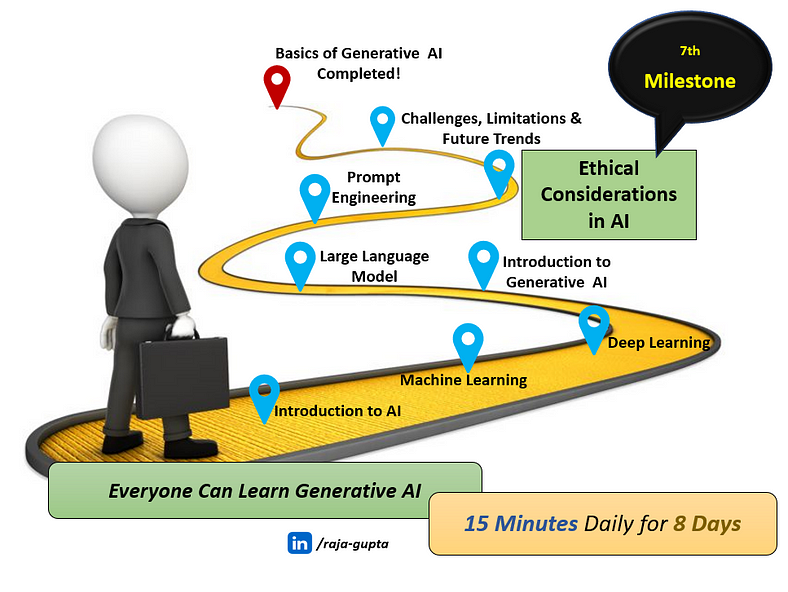 Basics of Generative AI
Completed!
7th
Milestone
Challenges, Limitations &
Future Trends
Ethical
Considerations
in AI
Prompt
Engineering
Large Language
Model
Introduction to
Generative AI
Deep Learning
Machine Learning
Introduction to AI
Everyone Can Learn Generative AI
15 Minutes Daily for 8 Days
in /raja-gupta